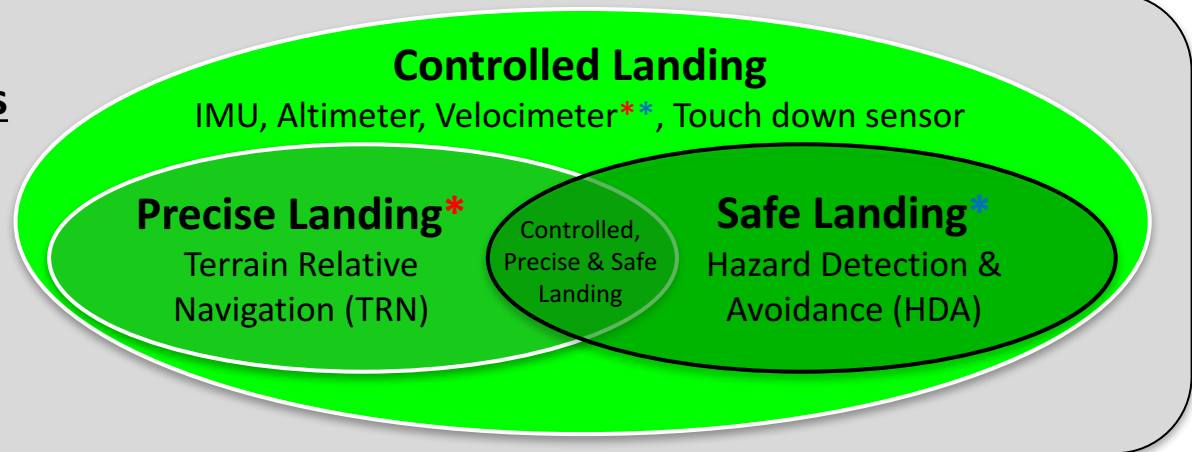 Controlled Landing
s
IMU, Altimeter, Velocimeter**, Touch down sensor
Precise Landing*
Terrain Relative
Navigation (TRN)
Controlled,
Precise & Safe
Landing
Safe Landing*
Hazard Detection &
Avoidance (HDA)